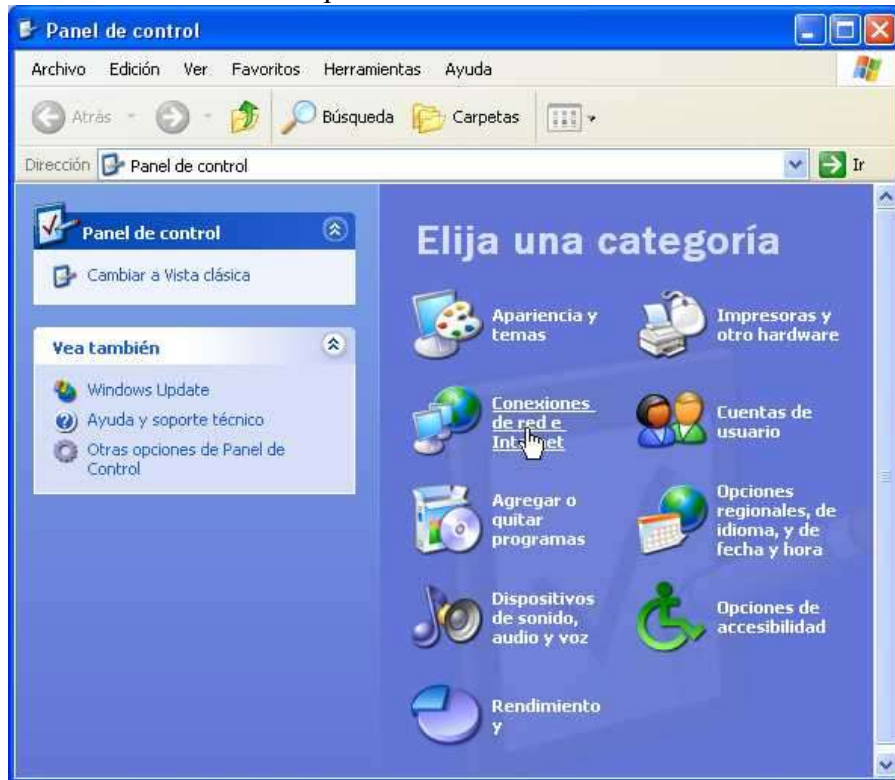 Panel de control
Archivo Edición Ver Favoritos Herramientas Ayuda
Atrás Búsqueda Carpetas
Dirección Panel de control Ir
Panel de control
Cambiar a Vista clásica
Vea también
Windows Update
Ayuda y soporte técnico
Otras opciones de Panel de
Control
Elija una categoría
Apariencia y
temas
Impresoras y
otro hardware
Conexiones
de red e
Internet
Cuentas de
usuario
Agregar o
quitar
programas
Opciones
regionales, de
idioma, y de
fecha y hora
Dispositivos
de sonido,
audio y voz
Opciones de
accesibilidad
Rendimiento
y